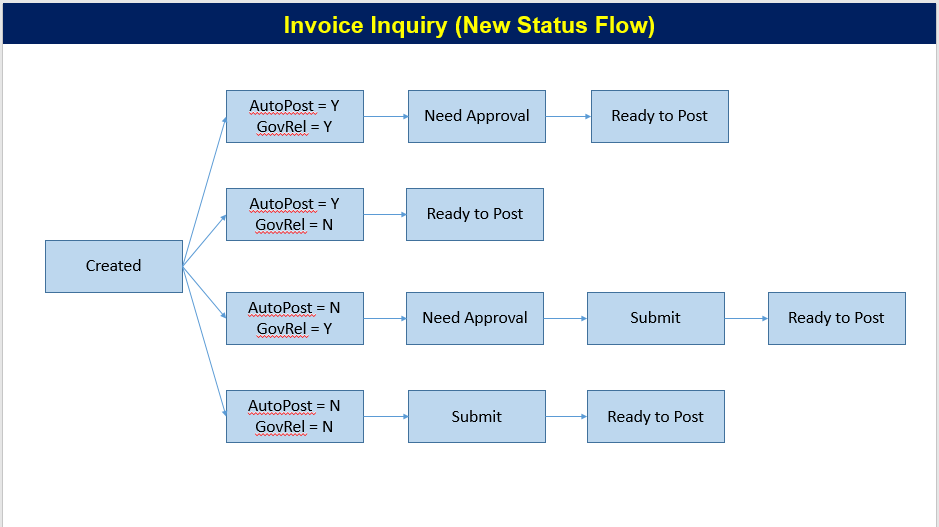 Invoice Inquiry (New Status Flow)
AutoPost = Y
GovRel = Y
Need Approval
Ready to Post
AutoPost = Y
GovRel = N
Ready to Post
Created
AutoPost = N
GovRel = Y
Need Approval
Submit
Ready to Post
AutoPost = N
GovRel = N
Submit
Ready to Post